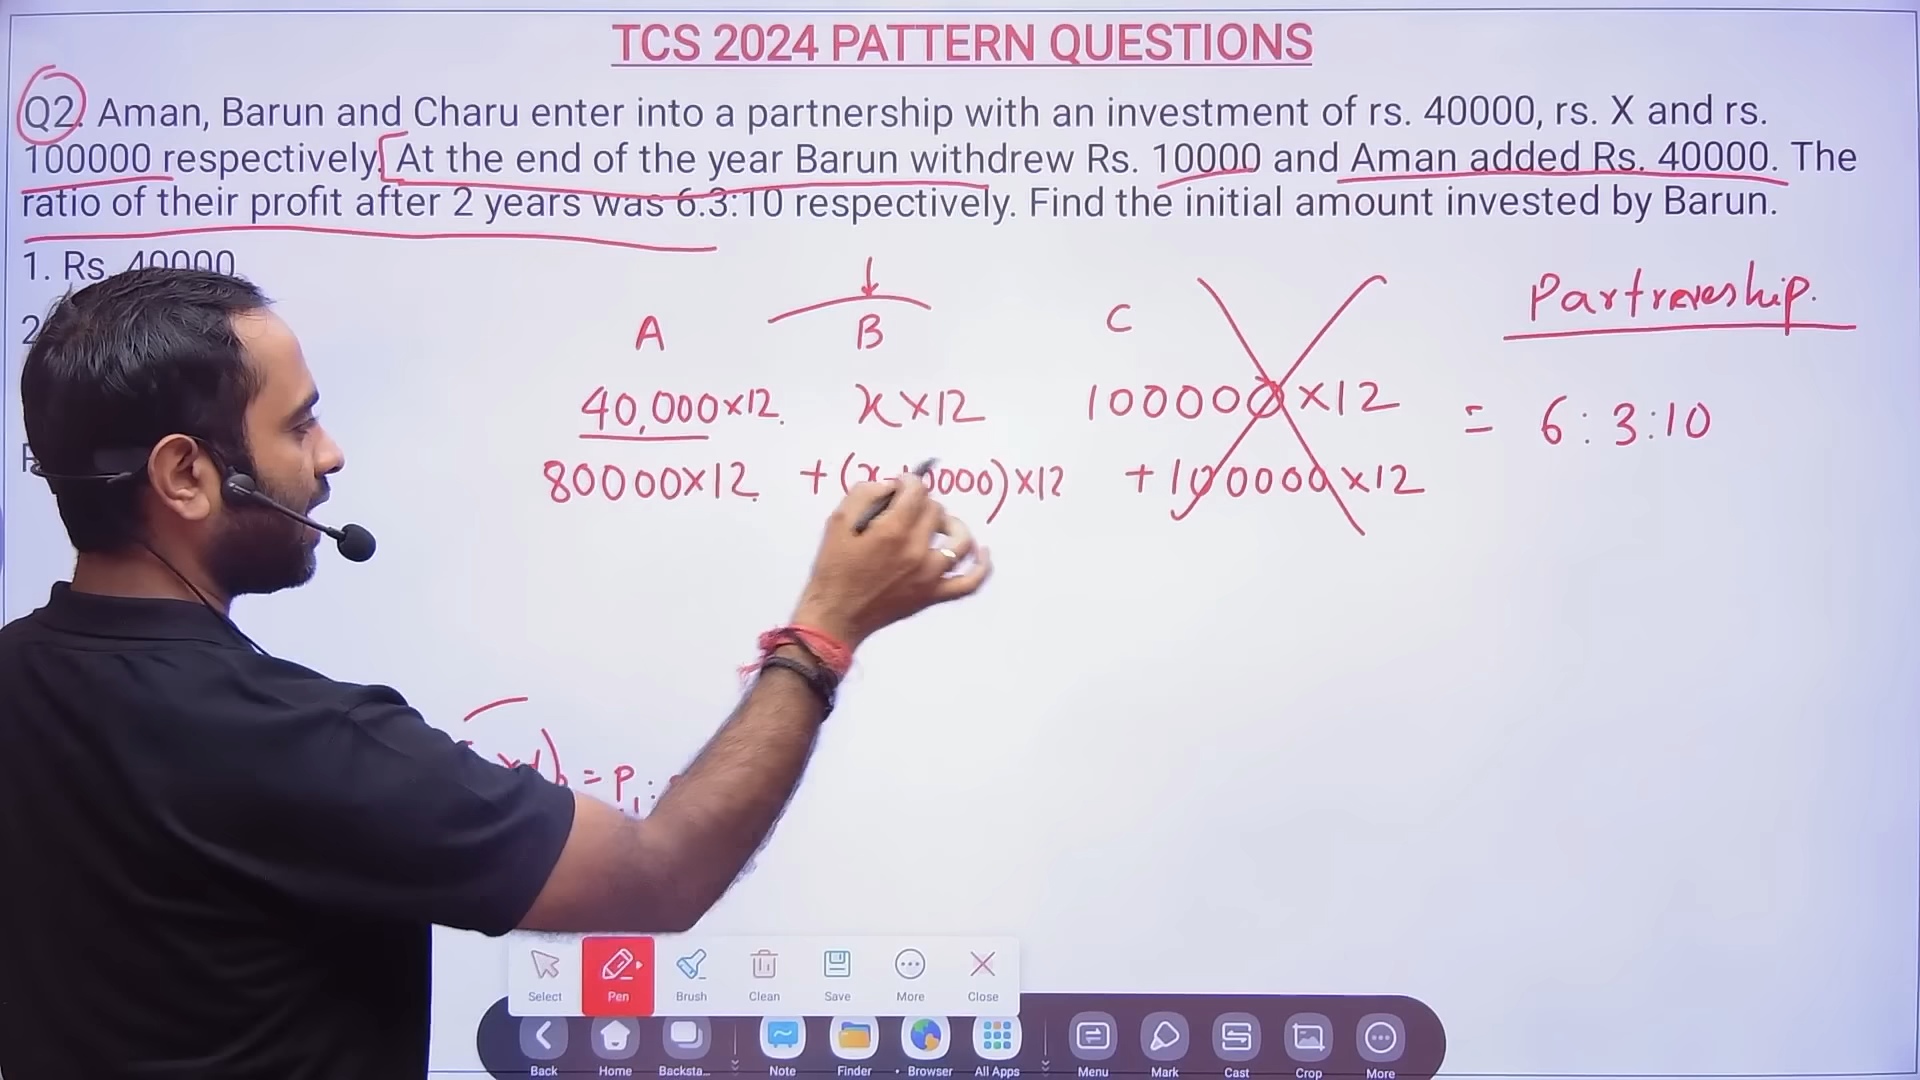 TCS 2024 PATTERN QUESTIONS
Q2. Aman, Barun and Charu enter into a partnership with an investment of rs. 40000, rs. X and rs.
100000 respectively. At the end of the year Barun withdrew Rs. 10000 and Aman added Rs. 40000. The
ratio of their profit after 2 years was 6:3:10 respectively. Find the initial amount invested by Barun.
1. Rs. 40000
2
Partnership.
A B C
40,000×12. x×12 100000×12 = 6:3:10
80000×12. +(x-10000)×12 +100000×12
= P₁:
Select Pen Brush Clean Save More Close
Back Home Backsta... Note Finder Browser All Apps Menu Mark Cast Crop More